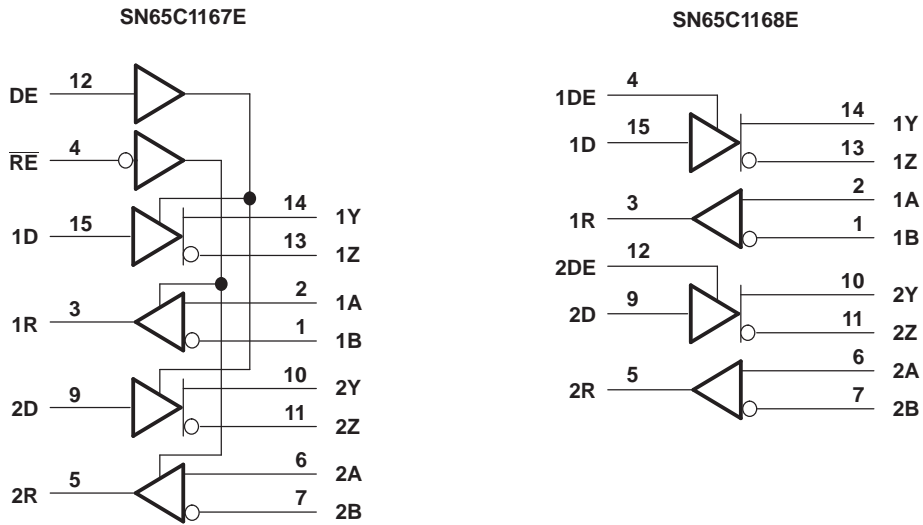 SN65C1167E
DE 12
RE 4
1D 15
14 1Y
13 1Z
1R 3
2 1A
1 1B
2D 9
10 2Y
11 2Z
2R 5
6 2A
7 2B
SN65C1168E
1DE 4
1D 15
14 1Y
13 1Z
1R 3
2 1A
1 1B
2DE 12
2D 9
10 2Y
11 2Z
2R 5
6 2A
7 2B